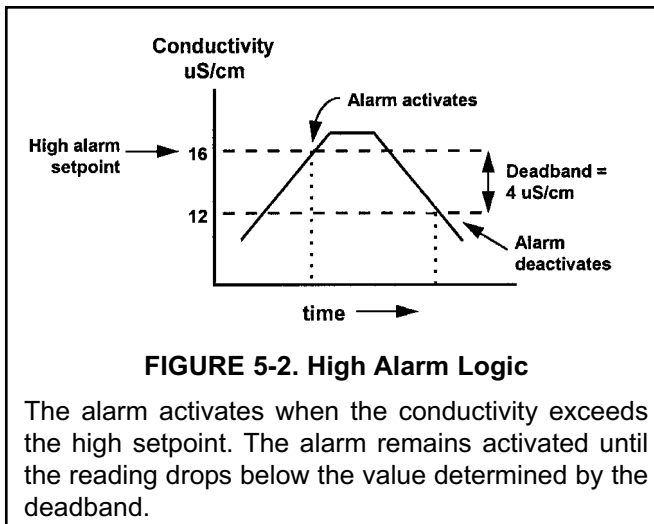 Conductivity
uS/cm
Alarm activates
High alarm
setpoint
16
Deadband =
4 uS/cm
12
Alarm
deactivates
time
FIGURE 5-2. High Alarm Logic
The alarm activates when the conductivity exceeds
the high setpoint. The alarm remains activated until
the reading drops below the value determined by the
deadband.